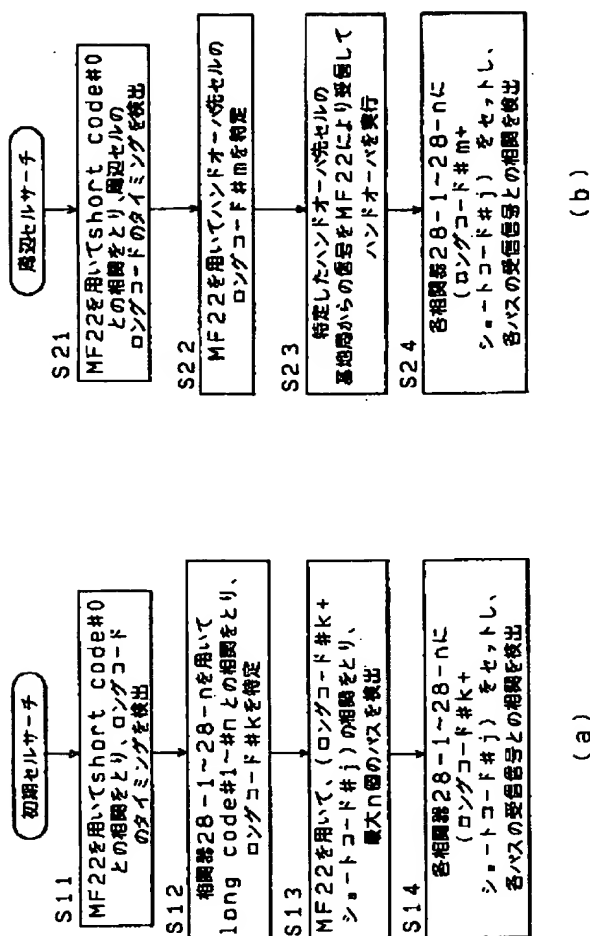 初期セルサーチ
S11
MF22を用いてshort code#0
との相関をとり、ロングコード
のタイミングを検出
S12
相関器28-1~28-nを用いて
long code#1~#nとの相関をとり、
ロングコード#kを特定
S13
MF22を用いて、(ロングコード#k+
ショートコード#j)の相関をとり、
最大n個のパスを検出
S14
各相関器28-1~28-nに
(ロングコード#k+
ショートコード#j)をセットし、
各パスの受信信号との相関を検出
(a)
周辺セルサーチ
S21
MF22を用いてshort code#0
との相関をとり、周辺セルの
ロングコードのタイミングを検出
S22
MF22を用いてハンドオーバ先セルの
ロングコード#mを特定
S23
特定したハンドオーバ先セルの
基地局からの信号をMF22により受信して
ハンドオーバを実行
S24
各相関器28-1~28-nに
(ロングコード#m+
ショートコード#j)をセットし、
各パスの受信信号との相関を検出
(b)